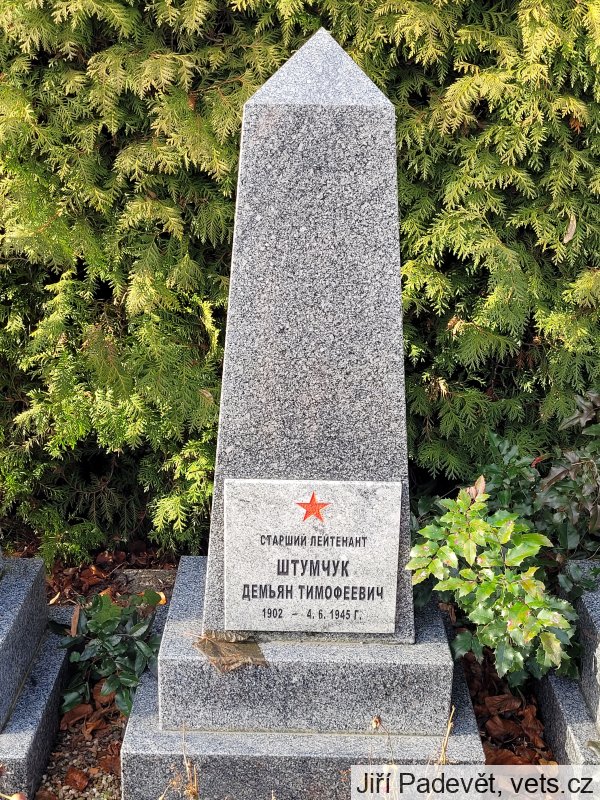 СТАРШИЙ ЛЕЙТЕНАНТ
ШТУМЧУК
ДЕМЬЯН ТИМОФЕЕВИЧ
1902 – 4. 6. 1945 Г.
Jiří Padevět, vets.cz